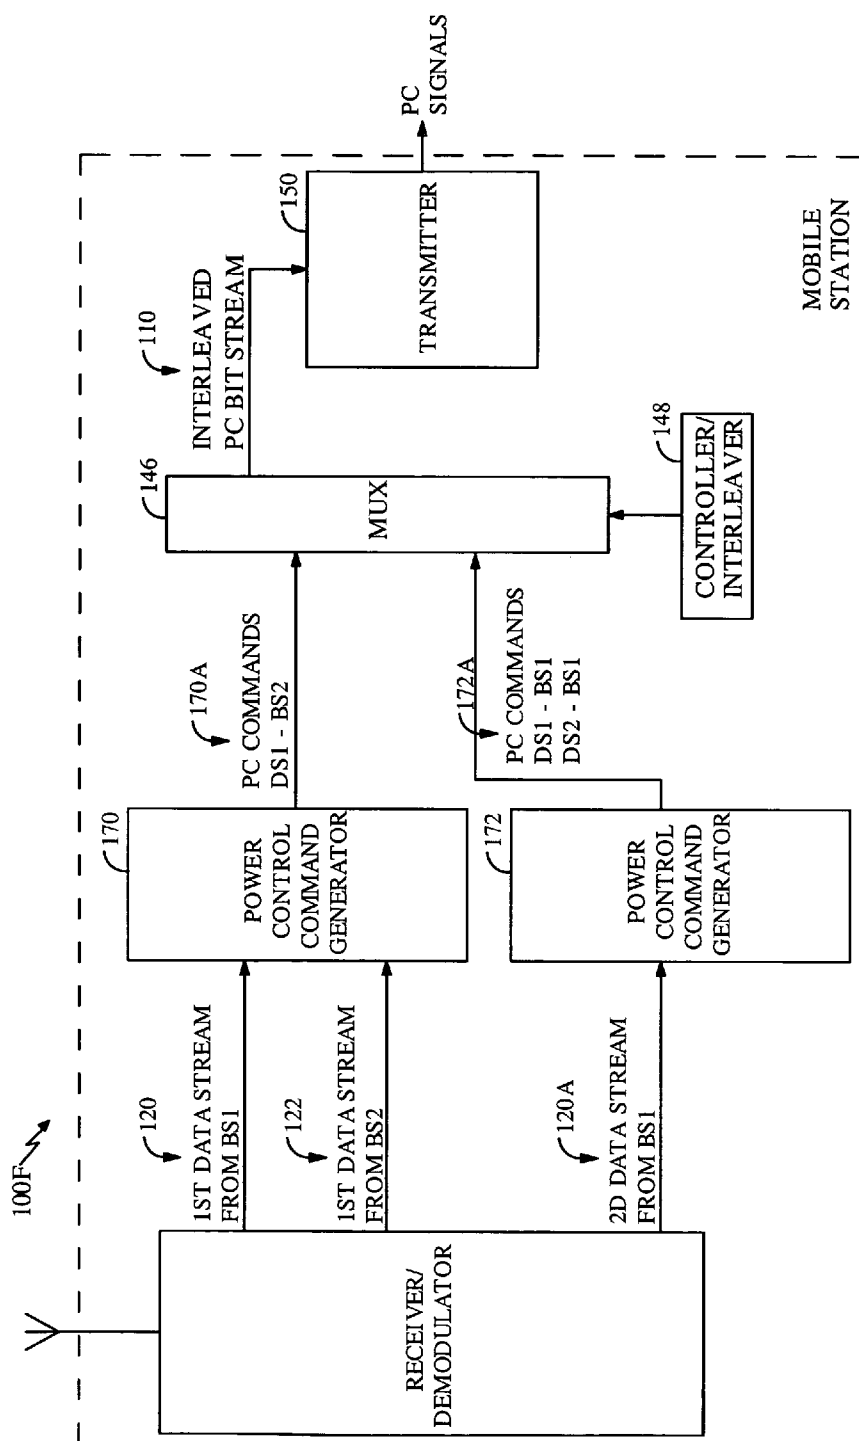 100F
RECEIVER/
DEMODULATOR
120
1ST DATA STREAM
FROM BS1
122
1ST DATA STREAM
FROM BS2
120A
2D DATA STREAM
FROM BS1
170
POWER
CONTROL
COMMAND
GENERATOR
172
POWER
CONTROL
COMMAND
GENERATOR
170A
PC COMMANDS
DS1 - BS2
172A
PC COMMANDS
DS1 - BS1
DS2 - BS1
146
MUX
148
CONTROLLER/
INTERLEAVER
110
INTERLEAVED
PC BIT STREAM
150
TRANSMITTER
PC
SIGNALS
MOBILE
STATION